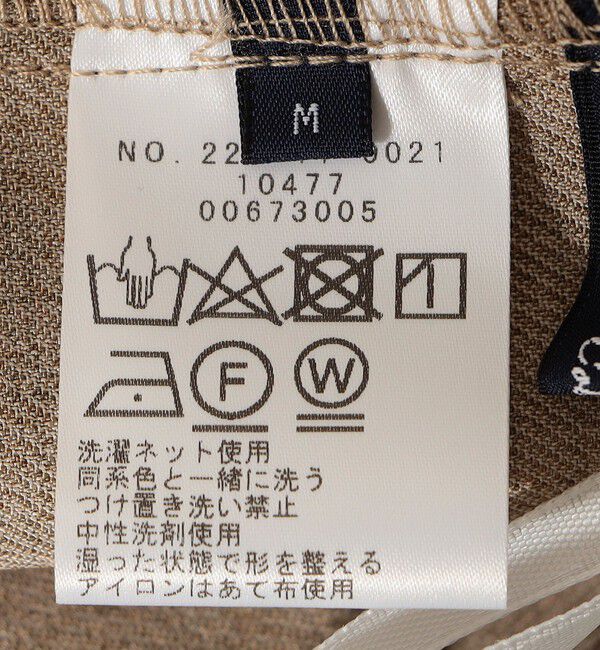 M
NO. 22 0021
10477
00673005
F
W
洗濯ネット使用
同系色と一緒に洗う
つけ置き洗い禁止
中性洗剤使用
湿った状態で形を整える
アイロンはあて布使用